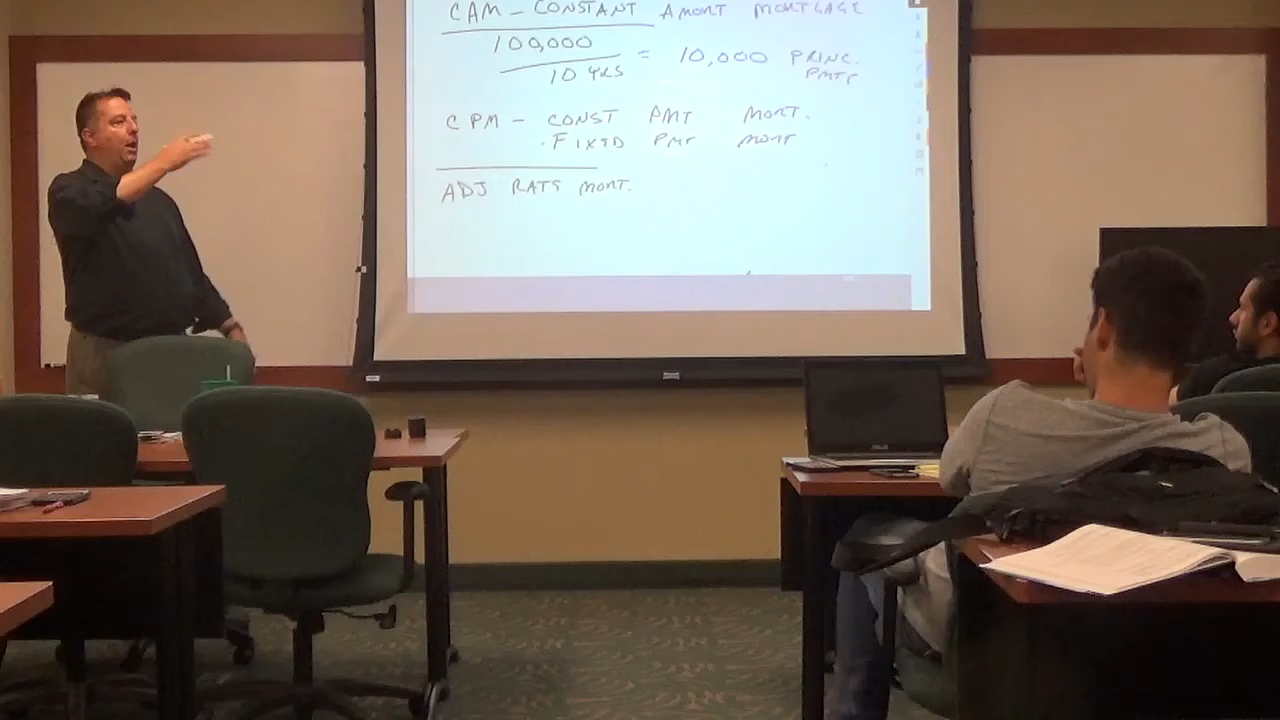 CAM - CONSTANT AMORT MORTGAGE
100,000
10 YRS
= 10,000 PRINC.
PMTS
CPM - CONST PMT MORT.
· FIXED PMT MORT
ADJ RATE MORT.
ASUS